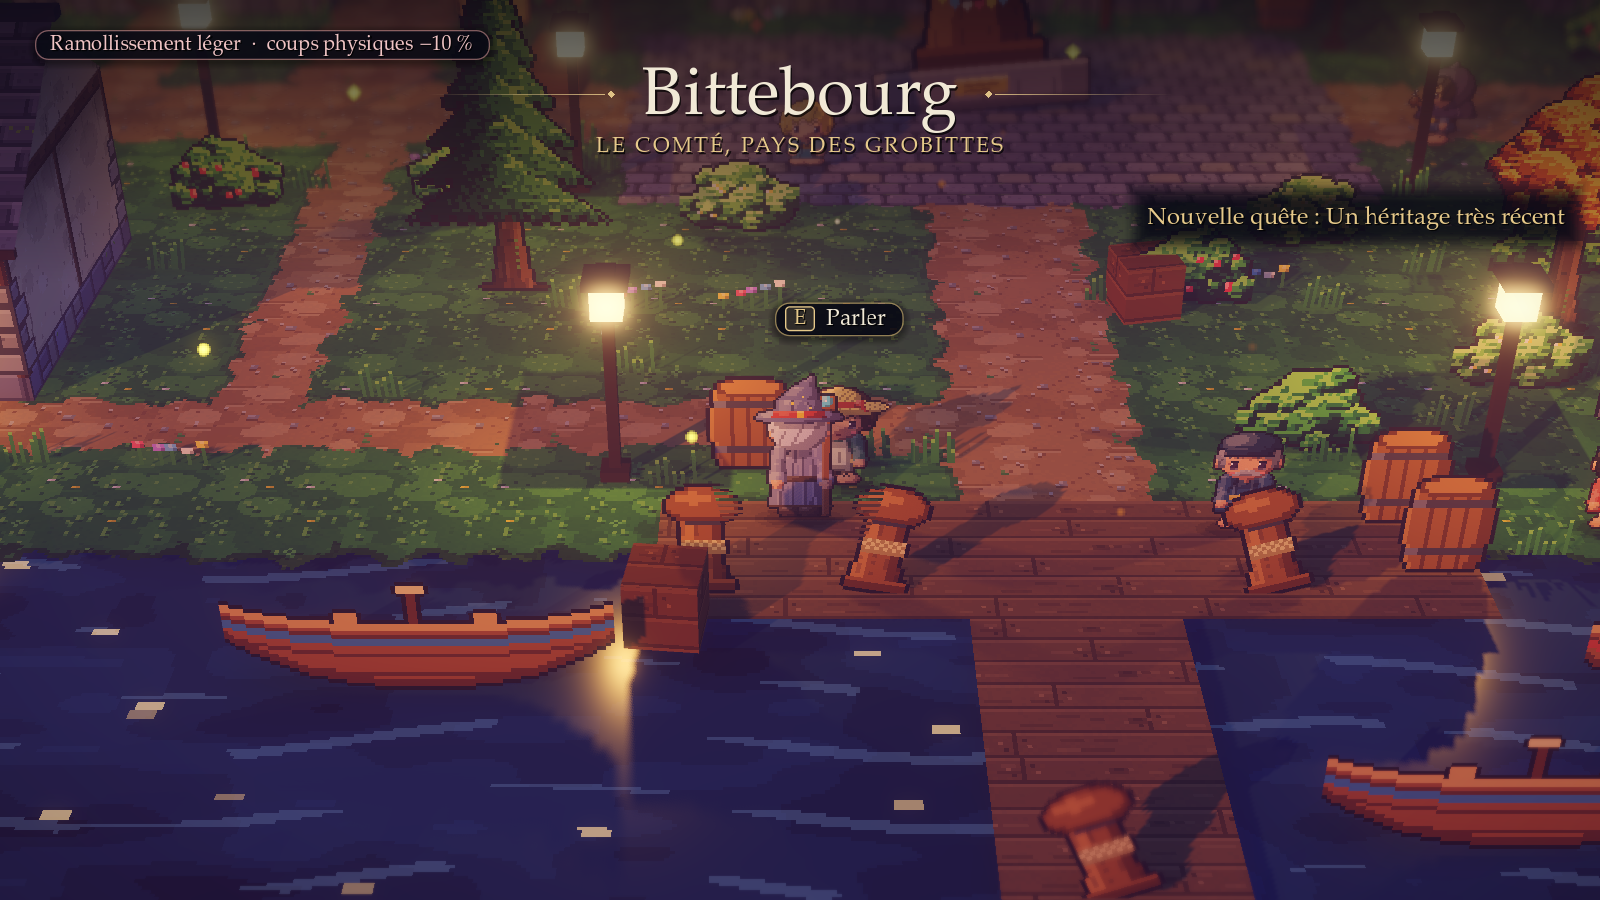 Ramollissement léger · coups physiques −10 %
Bittebourg
LE COMTÉ, PAYS DES GROBITTES
Nouvelle quête : Un héritage très récent
E Parler